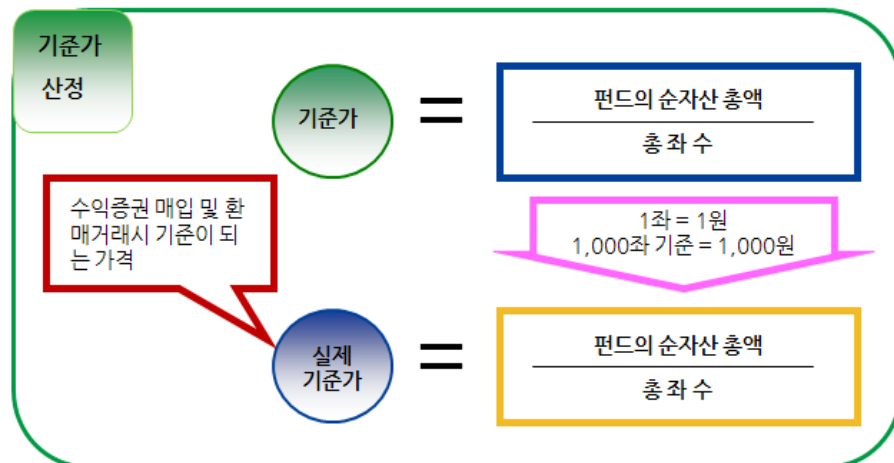 기준가
산정
기준가
=
펀드의 순자산 총액
총 좌 수
수익증권 매입 및 환
매거래시 기준이 되
는 가격
1좌 = 1원
1,000좌 기준 = 1,000원
실제
기준가
=
펀드의 순자산 총액
총 좌 수